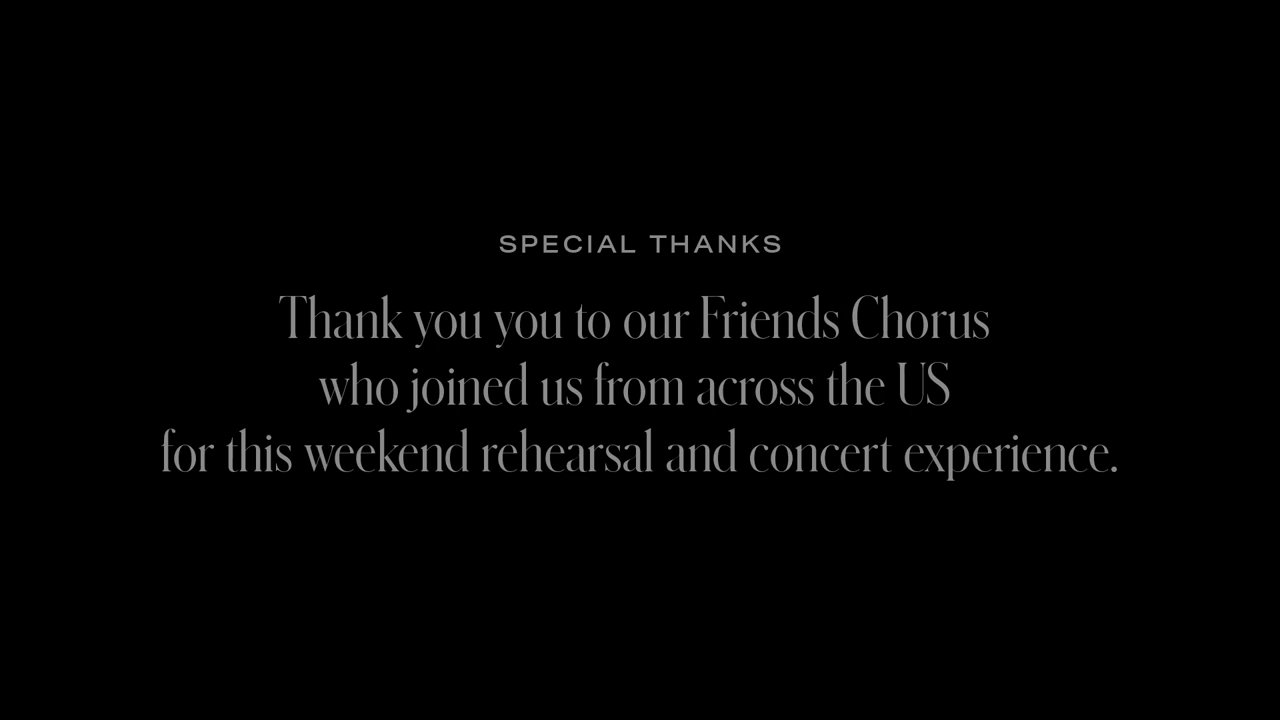 SPECIAL THANKS
Thank you you to our Friends Chorus
who joined us from across the US
for this weekend rehearsal and concert experience.